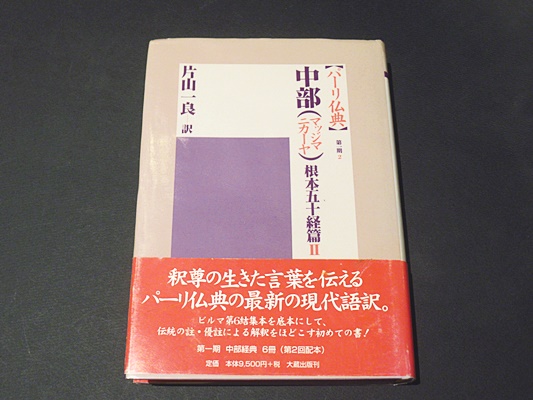 【パーリ仏典】
第一期2
中部(マッジマニカーヤ)根本五十経篇II
片山一良 訳
釈尊の生きた言葉を伝える
パーリ仏典の最新の現代語訳。
ビルマ第6結集本を底本にして、
伝統の註・優註による解釈をほどこす初めての書!
第一期 中部経典 6冊(第2回配本)
定価 本体9,500円+税 大蔵出版刊